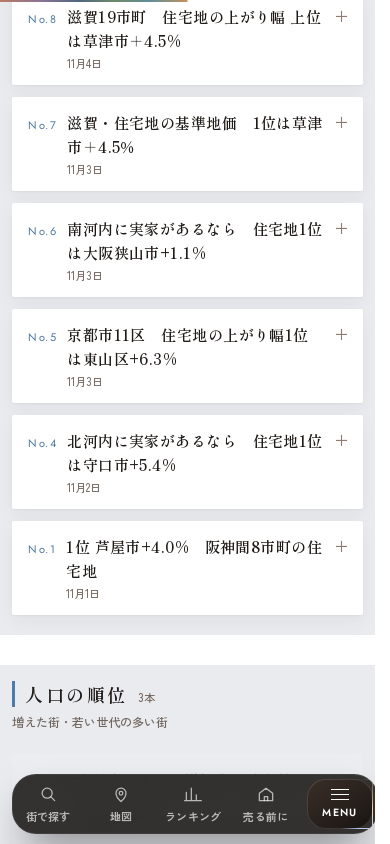 No.8
滋賀19市町　住宅地の上がり幅 上位
は草津市＋4.5％
11月4日
No.7
滋賀・住宅地の基準地価　1位は草津
市＋4.5%
11月3日
No.6
南河内に実家があるなら　住宅地1位
は大阪狭山市+1.1％
11月3日
No.5
京都市11区　住宅地の上がり幅1位
は東山区+6.3％
11月3日
No.4
北河内に実家があるなら　住宅地1位
は守口市+5.4％
11月2日
No.1
1位 芦屋市+4.0％　阪神間8市町の住
宅地
11月1日
人口の順位 3本
増えた街・若い世代の多い街
街で探す 地図 ランキング 売る前に MENU